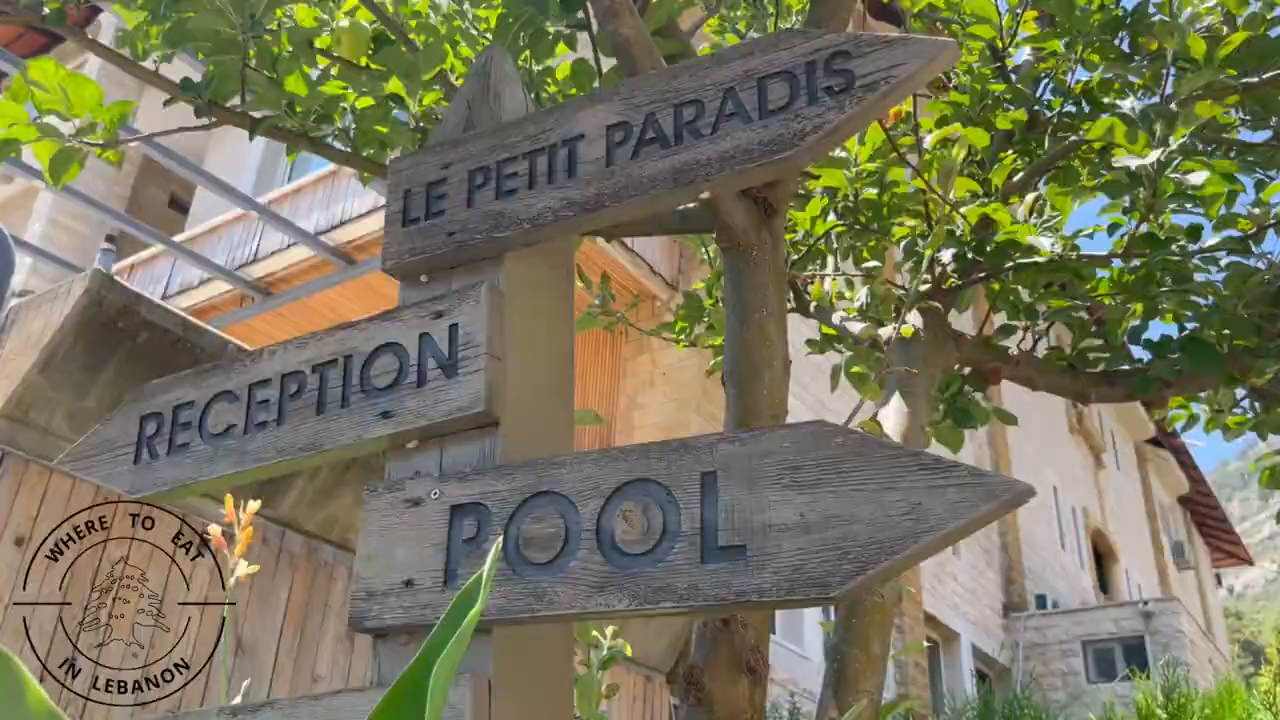 LE PETIT PARADIS
RECEPTION
POOL
WHERE TO EAT
IN LEBANON